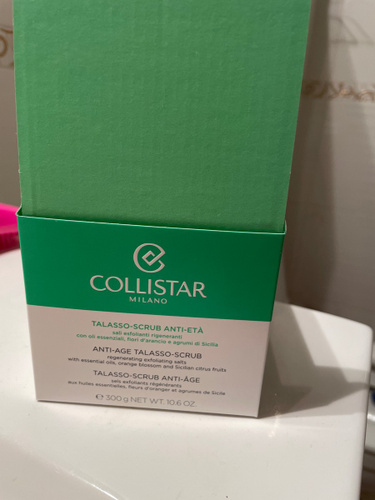 COLLISTAR
MILANO
TALASSO-SCRUB ANTI-ETÀ
sali esfolianti rigeneranti
con oli essenziali, fiori d'arancio e agrumi di Sicilia
ANTI-AGE TALASSO-SCRUB
regenerating exfoliating salts
with essential oils, orange blossom and Sicilian citrus fruits
TALASSO-SCRUB ANTI-ÂGE
sels exfoliants régénérants
aux huiles essentielles, fleurs d'oranger et agrumes de Sicile
℮ 300 g NET WT. 10.6 OZ.